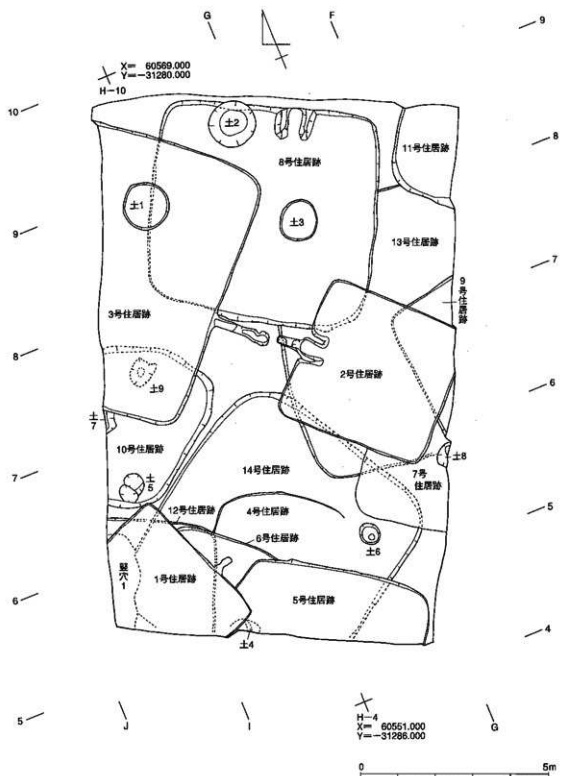 G
F
9
X= 60569.000
Y=-31280.000
H-10
10
土2
8号住居跡
11号住居跡
8
土1
土3
9
13号住居跡
7
9号住居跡
3号住居跡
8
2号住居跡
6
土9
土7
10号住居跡
土8
7号住居跡
14号住居跡
7
土5
5
12号住居跡
4号住居跡
6号住居跡
土6
竪穴1
1号住居跡
5号住居跡
6
4
土4
5
J
I
H-4
X= 60551.000
Y=-31286.000
G
0
5m